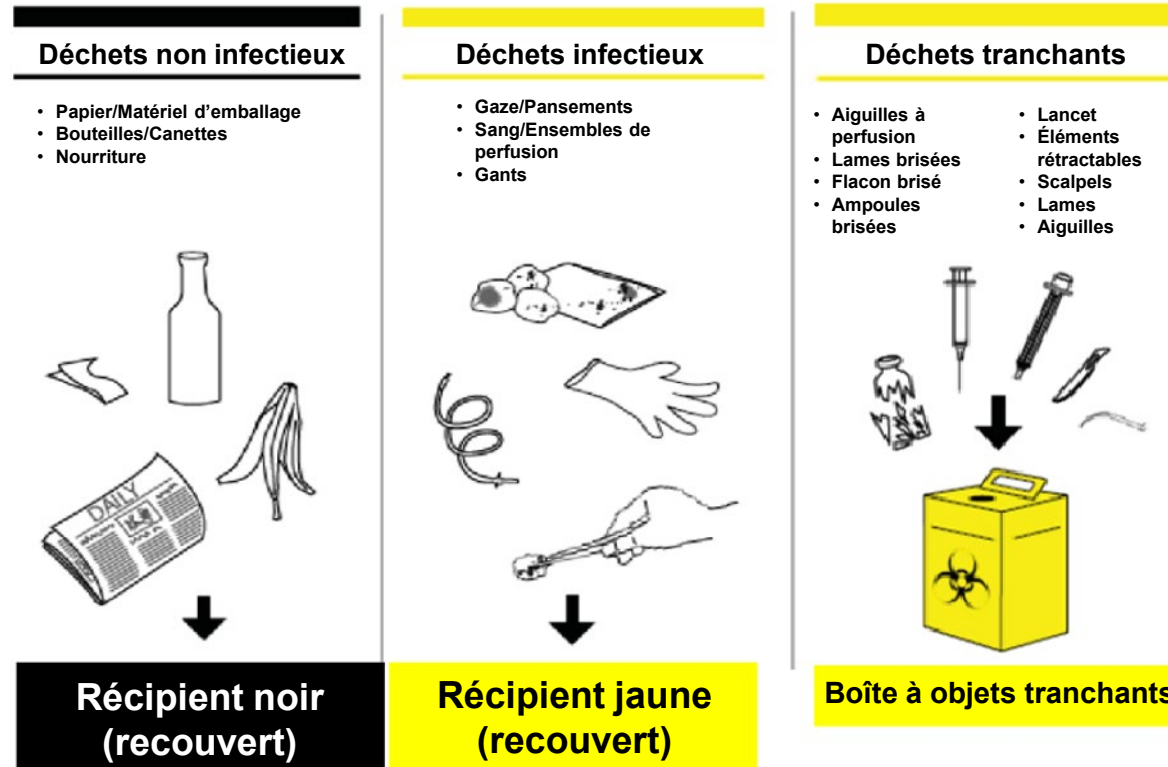 Déchets non infectieux
• Papier/Matériel d’emballage
• Bouteilles/Canettes
• Nourriture
DAILY
Récipient noir
(recouvert)
Déchets infectieux
• Gaze/Pansements
• Sang/Ensembles de
perfusion
• Gants
Récipient jaune
(recouvert)
Déchets tranchants
• Aiguilles à
perfusion
• Lames brisées
• Flacon brisé
• Ampoules
brisées
• Lancet
• Éléments
rétractables
• Scalpels
• Lames
• Aiguilles
Boîte à objets tranchants